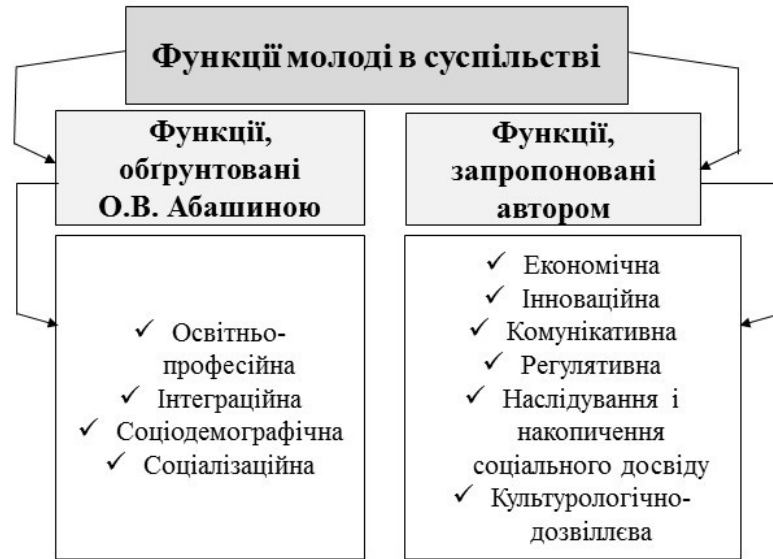 Функції молоді в суспільстві
Функції,
обґрунтовані
О.В. Абашиною
Функції,
запропоновані
автором
✓ Освітньо-
професійна
✓ Інтеграційна
✓ Соціодемографічна
✓ Соціалізаційна
✓ Економічна
✓ Інноваційна
✓ Комунікативна
✓ Регулятивна
✓ Наслідування і
накопичення
соціального досвіду
✓ Культурологічно-
дозвіллєва